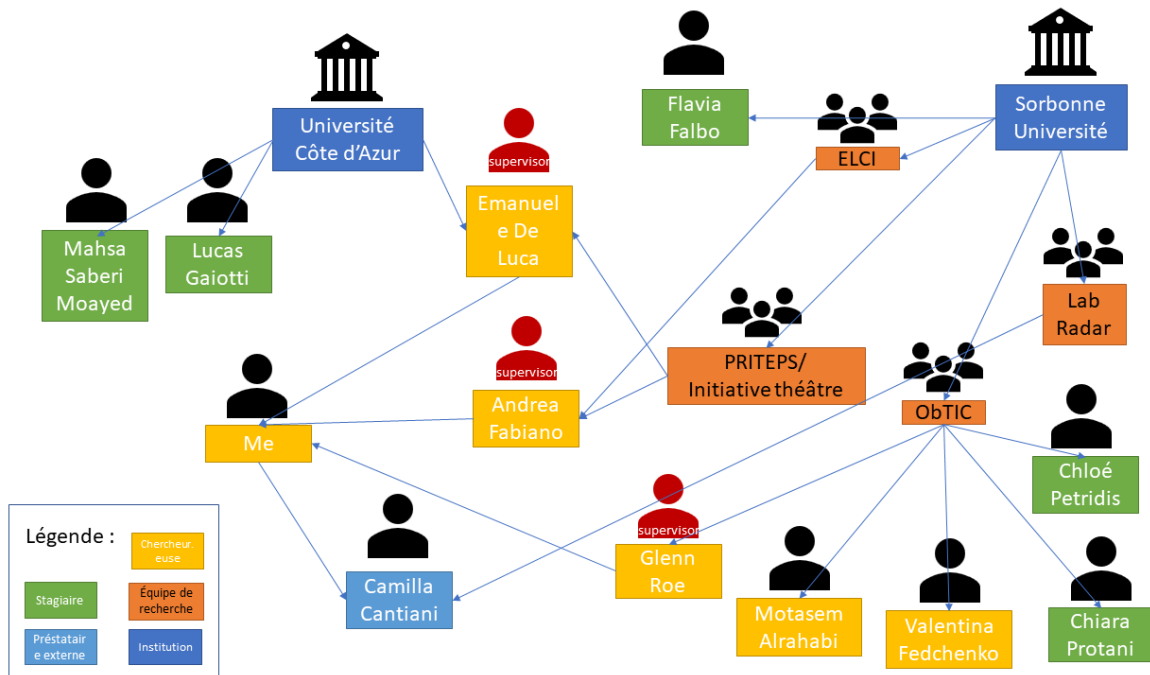 Université
Côte d'Azur
Flavia
Falbo
Sorbonne
Université
supervisor
ELCI
Emanuel
e De
Luca
Mahsa
Saberi
Moayed
Lucas
Gaiotti
Lab
Radar
supervisor
PRITEPS/
Initiative théâtre
Andrea
Fabiano
ObTIC
Me
Chloé
Petridis
supervisor
Glenn
Roe
Camilla
Cantiani
Motasem
Alrahabi
Valentina
Fedchenko
Chiara
Protani
Légende :
Chercheur.
euse
Stagiaire
Équipe de
recherche
Préstatair
e externe
Institution